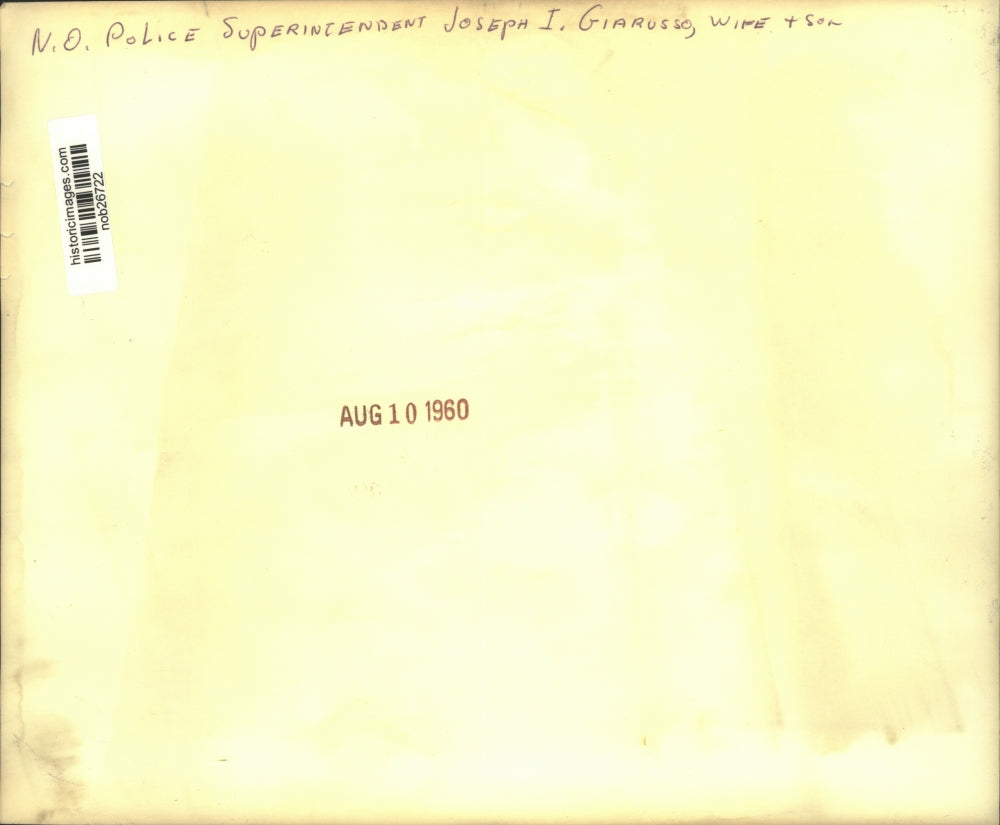 N.O. POLICE SUPERINTENDENT JOSEPH I. GIARUSSO, WIFE + SON
historicimages.com
nob26722
AUG 10 1960